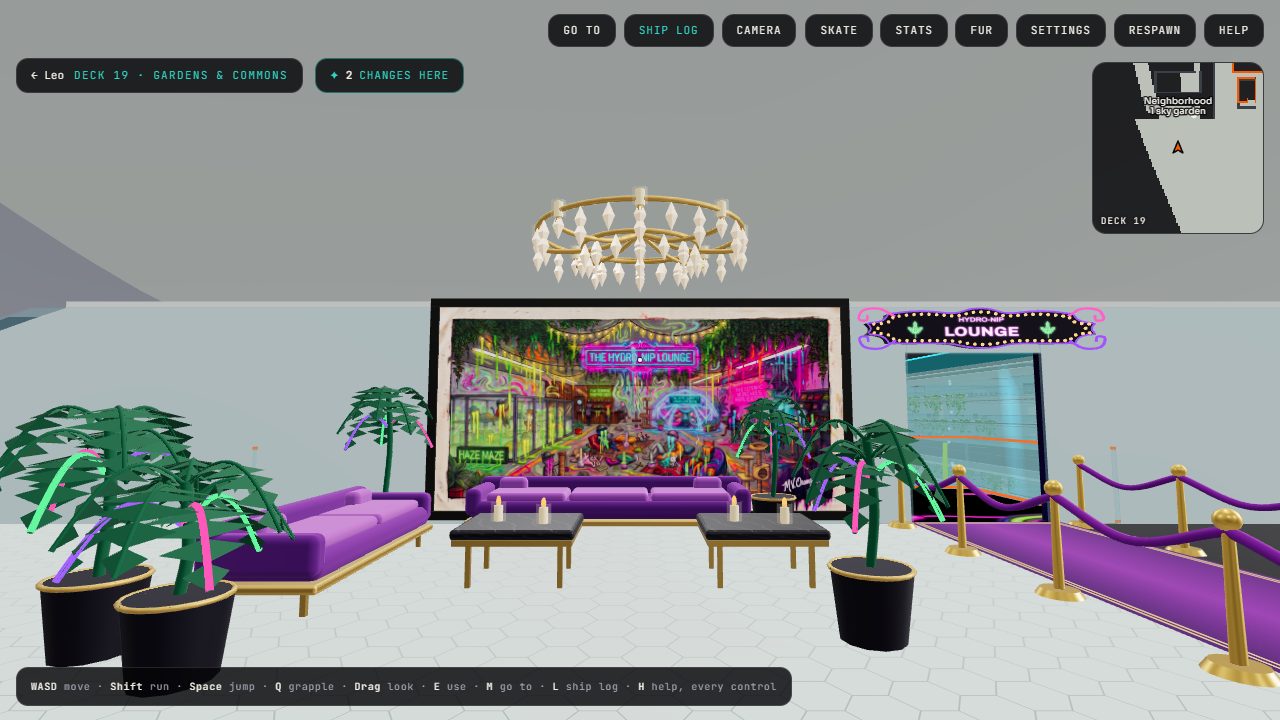 GO TO
SHIP LOG
CAMERA
SKATE
STATS
FUR
SETTINGS
RESPAWN
HELP
← Leo DECK 19 · GARDENS & COMMONS
✦ 2 CHANGES HERE
Neighborhood
1 sky garden
DECK 19
HYDRO-NIP
LOUNGE
THE HYDRO-NIP LOUNGE
HAZE MAZE
WASD move · Shift run · Space jump · Q grapple · Drag look · E use · M go to · L ship log · H help, every control